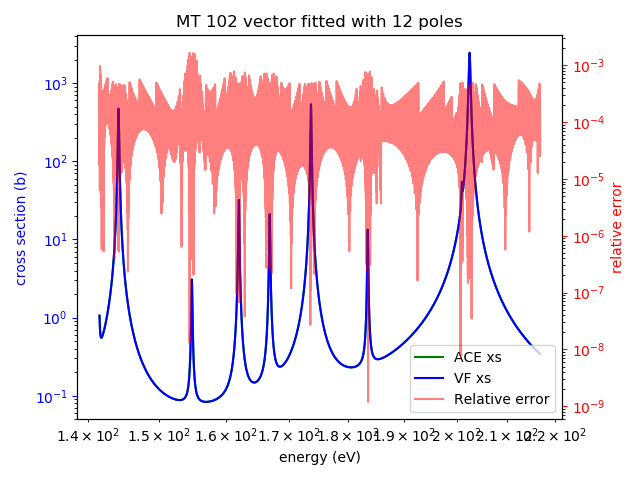 MT 102 vector fitted with 12 poles
10³
10²
10¹
10⁰
10⁻¹
cross section (b)
10⁻³
10⁻⁴
10⁻⁵
10⁻⁶
10⁻⁷
10⁻⁸
10⁻⁹
relative error
ACE xs
VF xs
Relative error
1.4 × 10² 1.5 × 10² 1.6 × 10² 1.7 × 10² 1.8 × 10² 1.9 × 10² 2.0 × 10² 2.1 × 10² 2.2 × 10²
energy (eV)